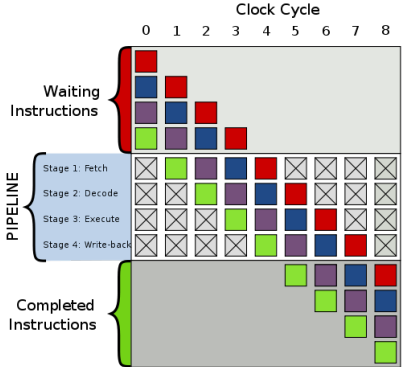 Clock Cycle
0 1 2 3 4 5 6 7 8
Waiting
Instructions
PIPELINE
Stage 1: Fetch
Stage 2: Decode
Stage 3: Execute
Stage 4: Write-back
Completed
Instructions